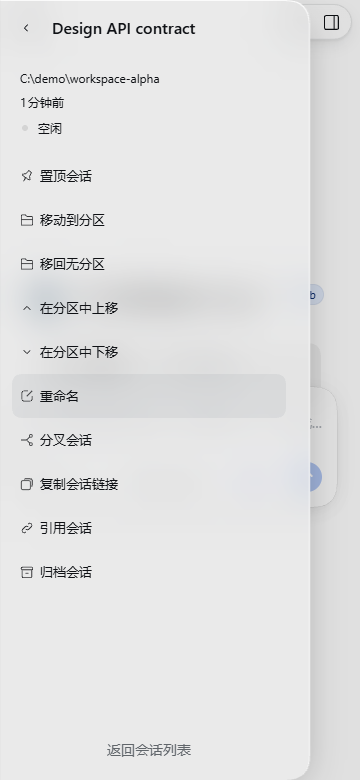 Design API contract
C:\demo\workspace-alpha
1分钟前
空闲
置顶会话
移动到分区
移回无分区
在分区中上移
在分区中下移
重命名
分叉会话
复制会话链接
引用会话
归档会话
返回会话列表